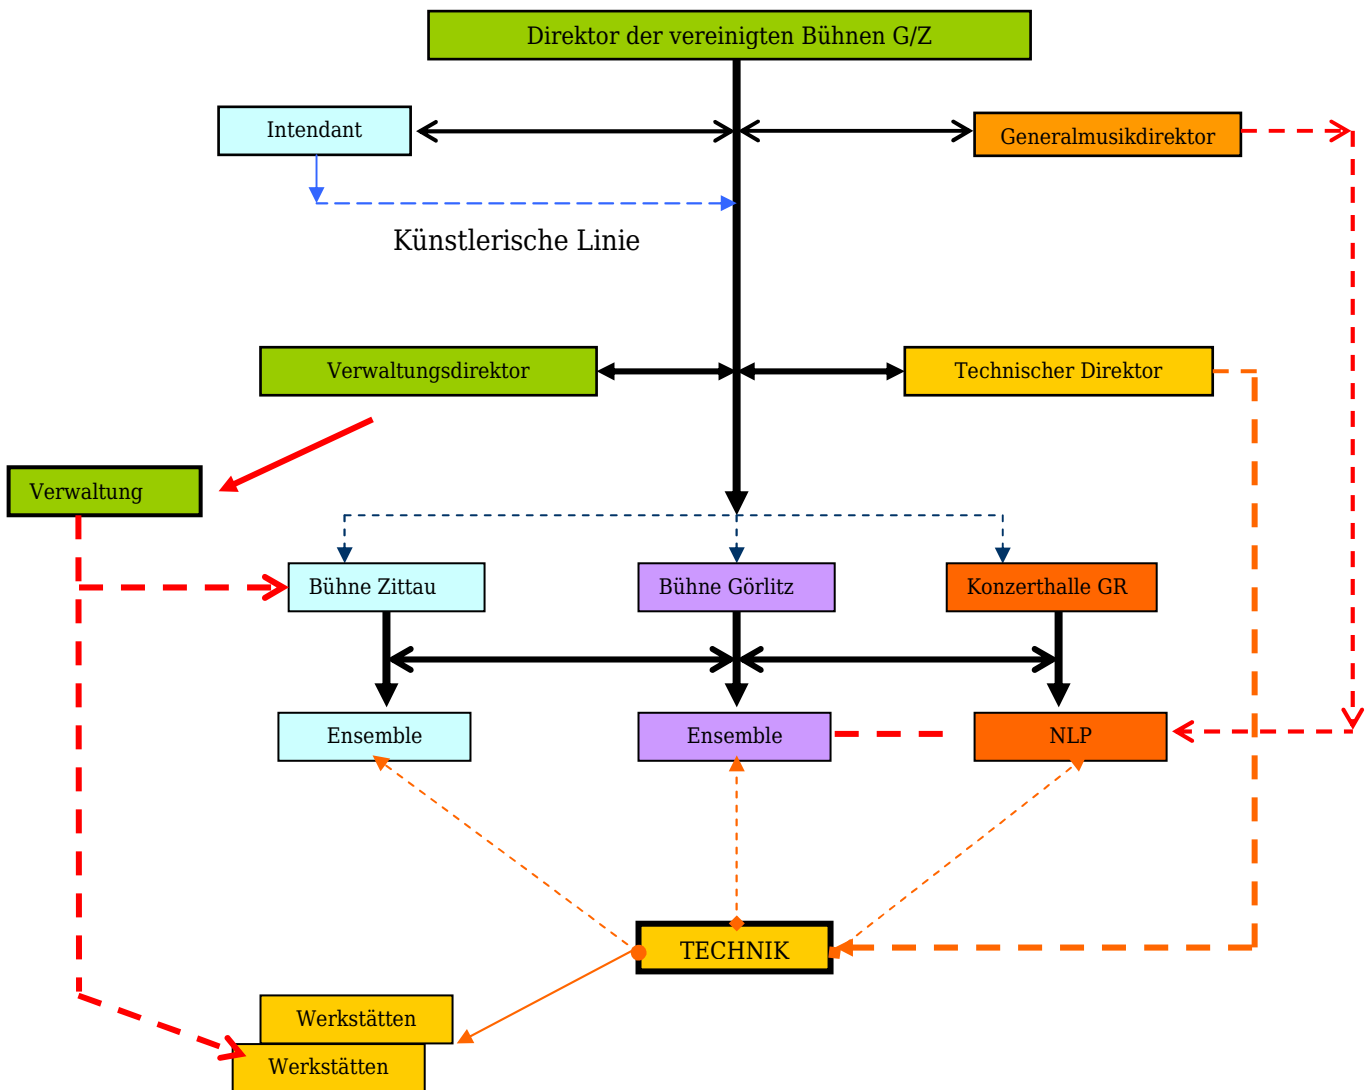 Direktor der vereinigten Bühnen G/Z
Intendant
Generalmusikdirektor
Künstlerische Linie
Verwaltungsdirektor
Technischer Direktor
Verwaltung
Bühne Zittau
Bühne Görlitz
Konzerthalle GR
Ensemble
Ensemble
NLP
TECHNIK
Werkstätten
Werkstätten